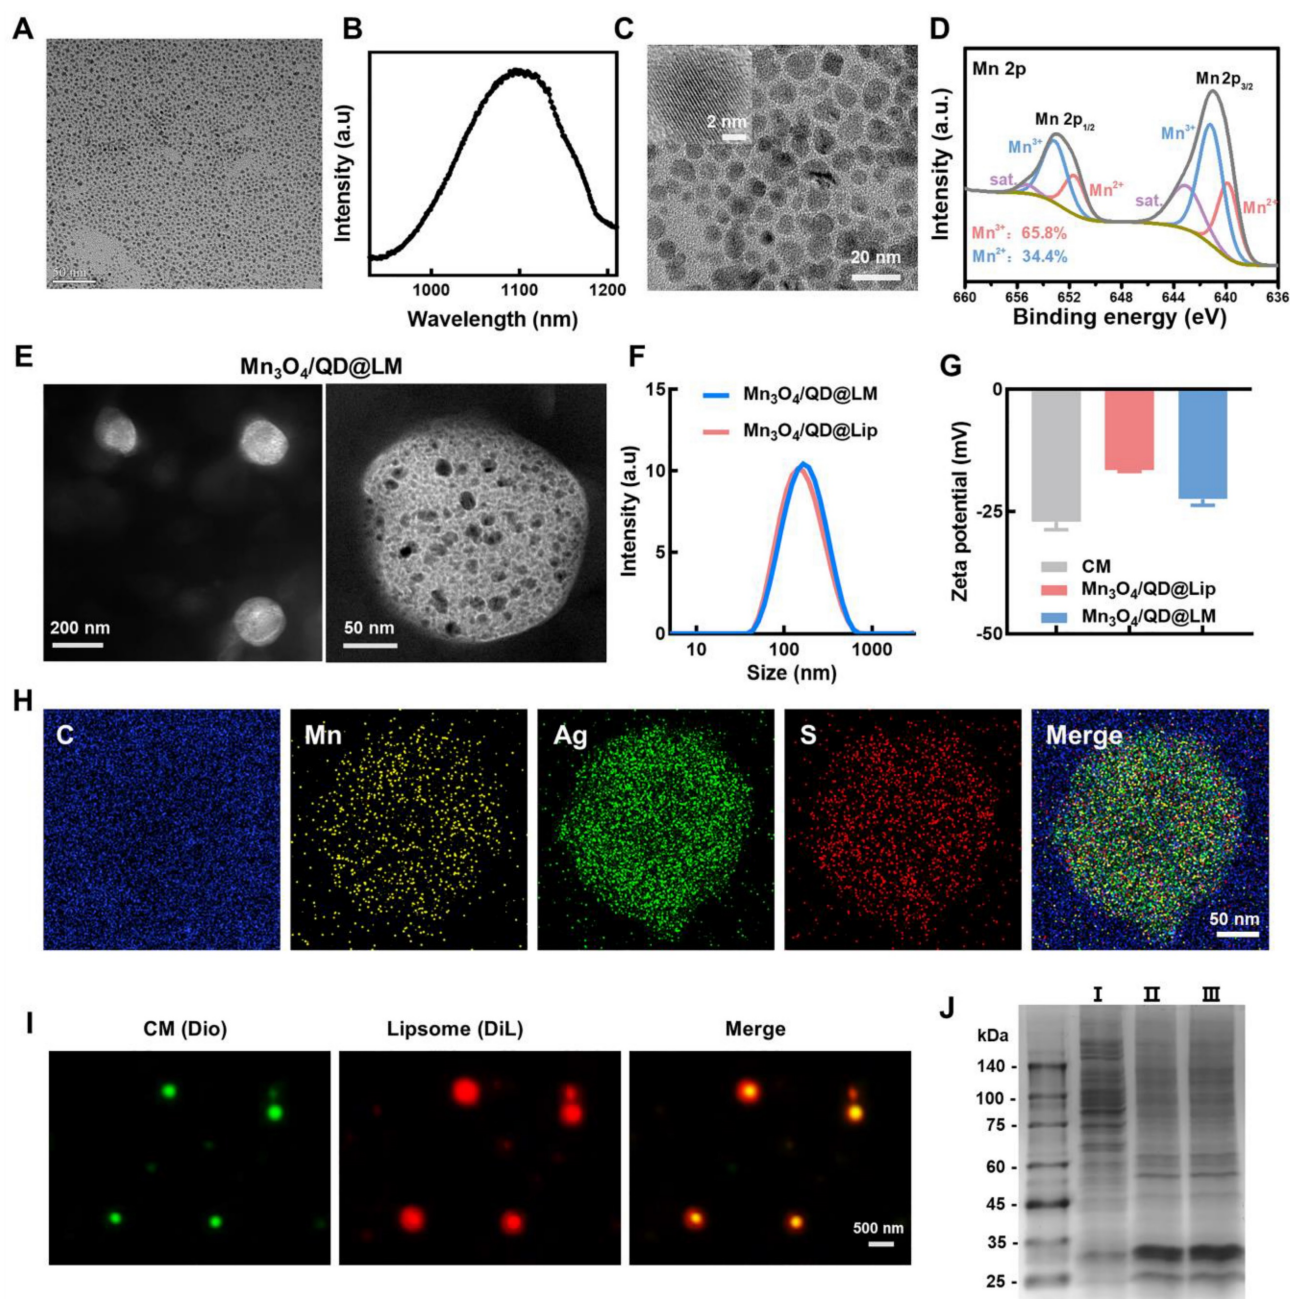 A
50 nm
B
Intensity (a.u)
1000 1100 1200
Wavelength (nm)
C
2 nm
20 nm
D
Mn 2p
Mn 2p3/2
Mn 2p1/2
Mn3+
Mn3+
sat.
Mn2+
sat.
Mn2+
Mn3+: 65.8%
Mn2+: 34.4%
Intensity (a.u.)
660 656 652 648 644 640 636
Binding energy (eV)
E
Mn3O4/QD@LM
200 nm
50 nm
F
Mn3O4/QD@LM
Mn3O4/QD@Lip
Intensity (a.u)
15
10
5
0
10 100 1000
Size (nm)
G
Zeta potential (mV)
0
-25
-50
CM
Mn3O4/QD@Lip
Mn3O4/QD@LM
H
C
Mn
Ag
S
Merge
50 nm
I
CM (Dio)
Lipsome (DiL)
Merge
500 nm
J
I II III
kDa
140 -
100 -
75 -
60 -
45 -
35 -
25 -